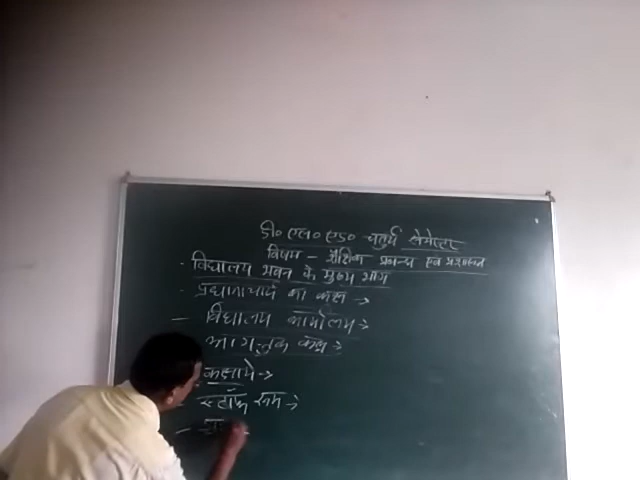 डी० एल० एड० चतुर्थ सेमेस्टर
विषय - शैक्षिक प्रबन्ध एवं प्रशासन
विद्यालय भवन के मुख्य भाग
प्रधानाचार्य का कक्ष →
- विद्यालय कार्यालय →
आगन्तुक कक्ष →
कक्षायें →
स्टॉफ रूम →